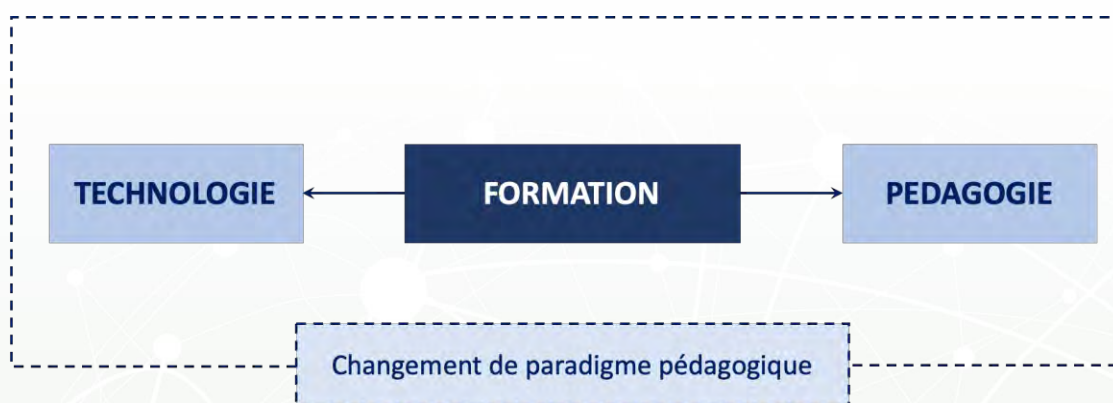 TECHNOLOGIE
FORMATION
PEDAGOGIE
Changement de paradigme pédagogique